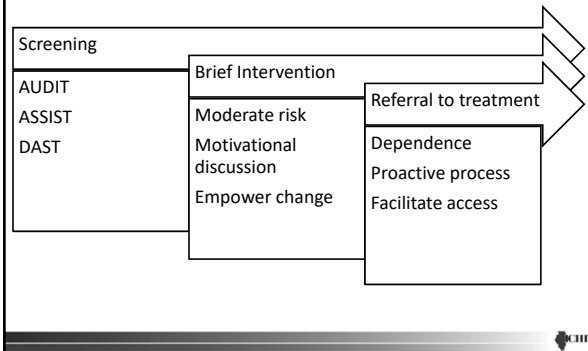 Screening
AUDIT
ASSIST
DAST
Brief Intervention
Moderate risk
Motivational
discussion
Empower change
Referral to treatment
Dependence
Proactive process
Facilitate access